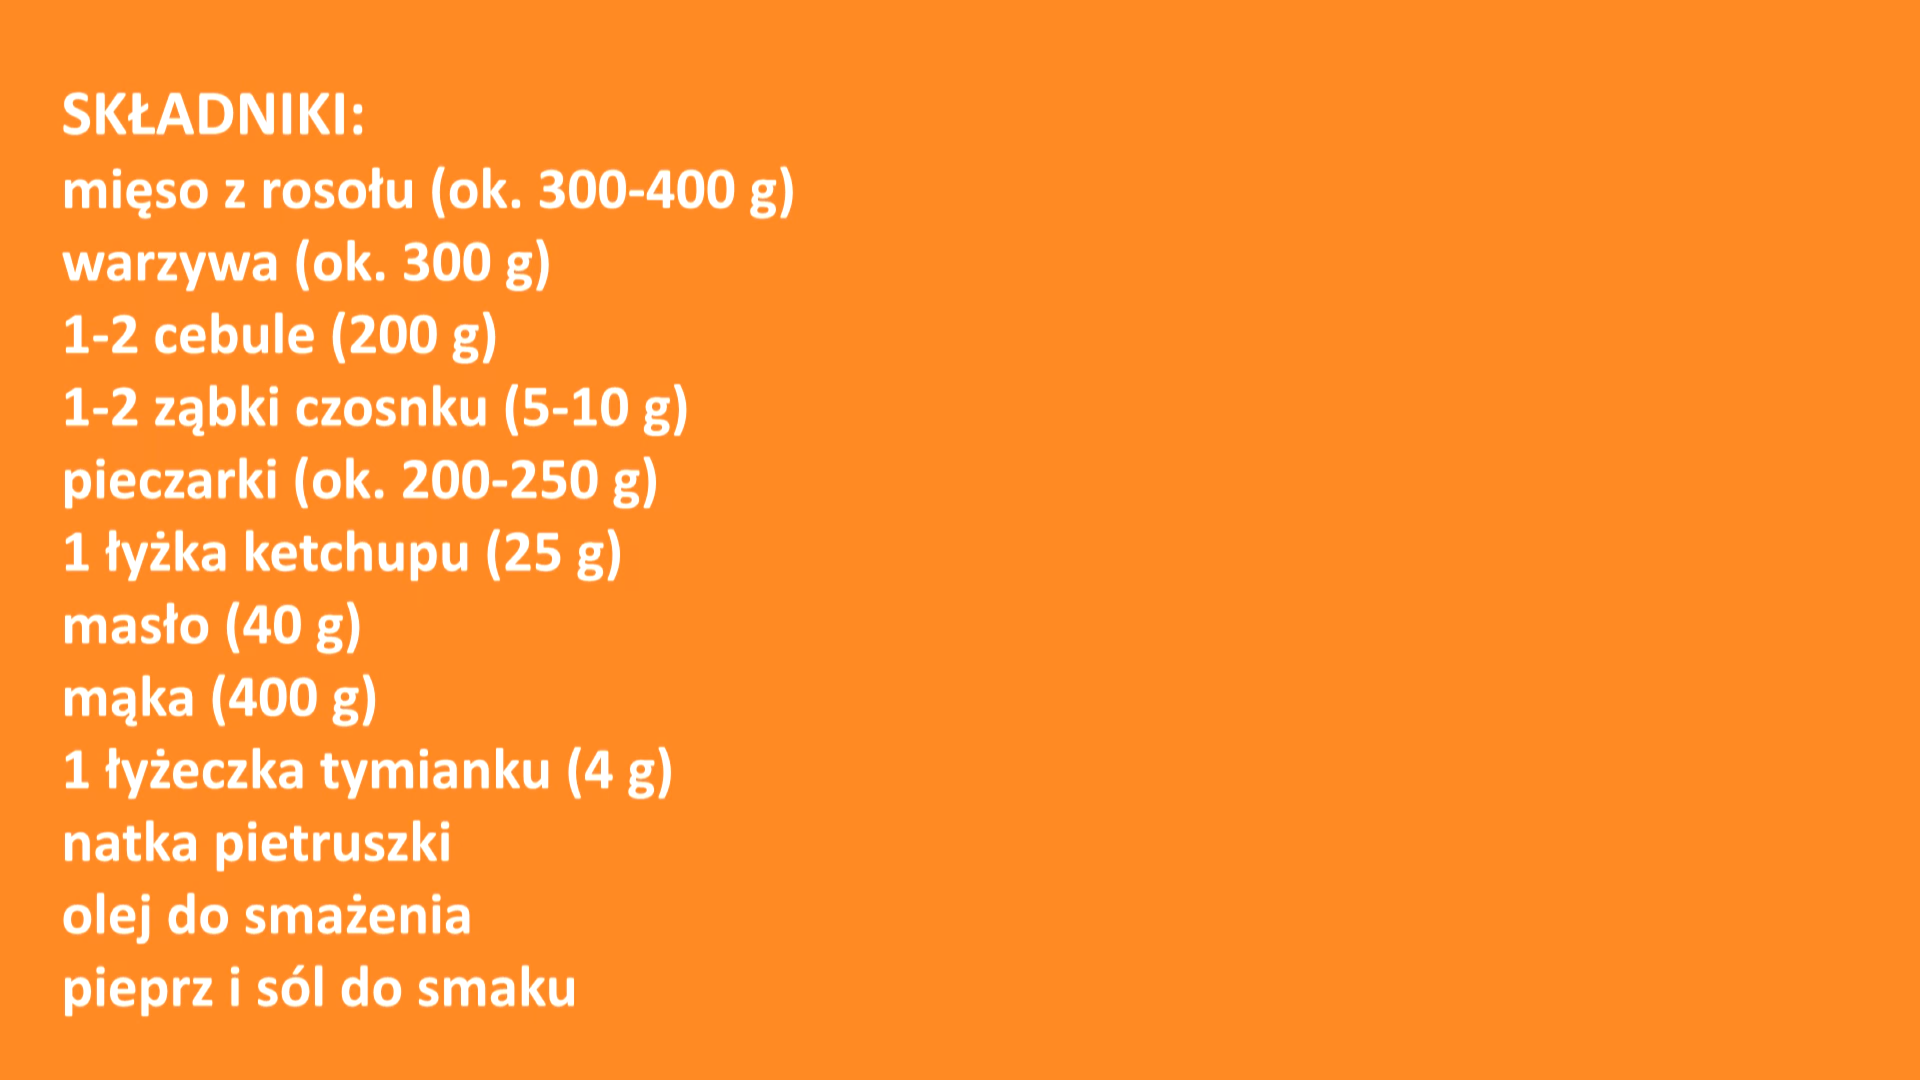 SKŁADNIKI:
mięso z rosołu (ok. 300-400 g)
warzywa (ok. 300 g)
1-2 cebule (200 g)
1-2 ząbki czosnku (5-10 g)
pieczarki (ok. 200-250 g)
1 łyżka ketchupu (25 g)
masło (40 g)
mąka (400 g)
1 łyżeczka tymianku (4 g)
natka pietruszki
olej do smażenia
pieprz i sól do smaku